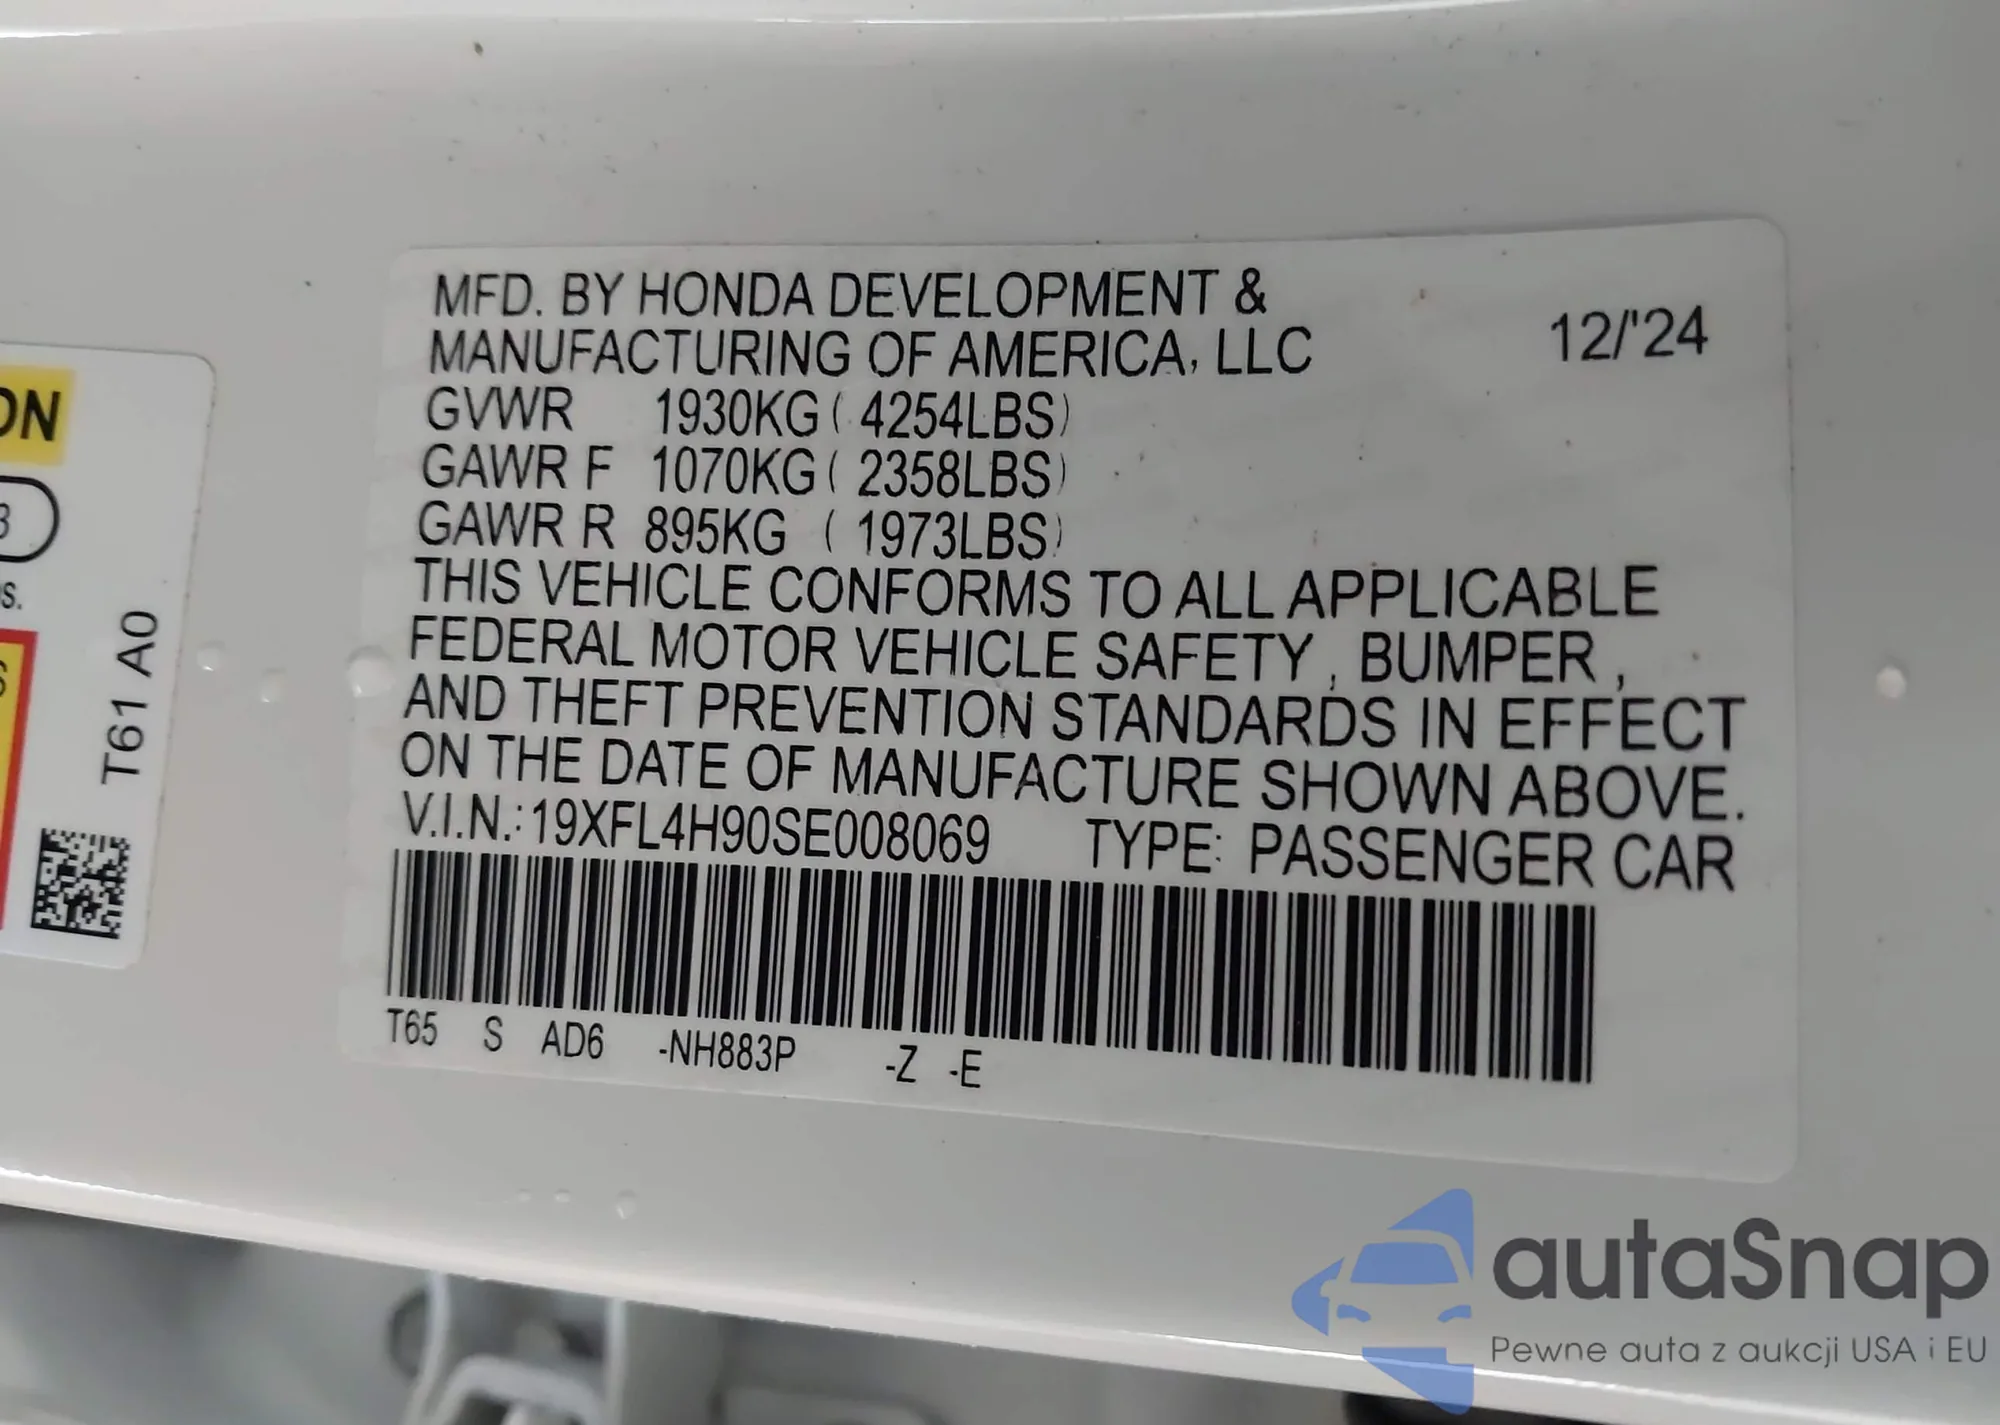 MFD. BY HONDA DEVELOPMENT &
MANUFACTURING OF AMERICA, LLC
12/'24
GVWR 1930KG ( 4254LBS)
GAWR F 1070KG ( 2358LBS)
GAWR R 895KG ( 1973LBS)
THIS VEHICLE CONFORMS TO ALL APPLICABLE
FEDERAL MOTOR VEHICLE SAFETY , BUMPER ,
AND THEFT PREVENTION STANDARDS IN EFFECT
ON THE DATE OF MANUFACTURE SHOWN ABOVE.
V.I.N.: 19XFL4H90SE008069 TYPE: PASSENGER CAR
T65 S AD6 -NH883P -Z -E
T61 A0
autaSnap
Pewne auta z aukcji USA i EU